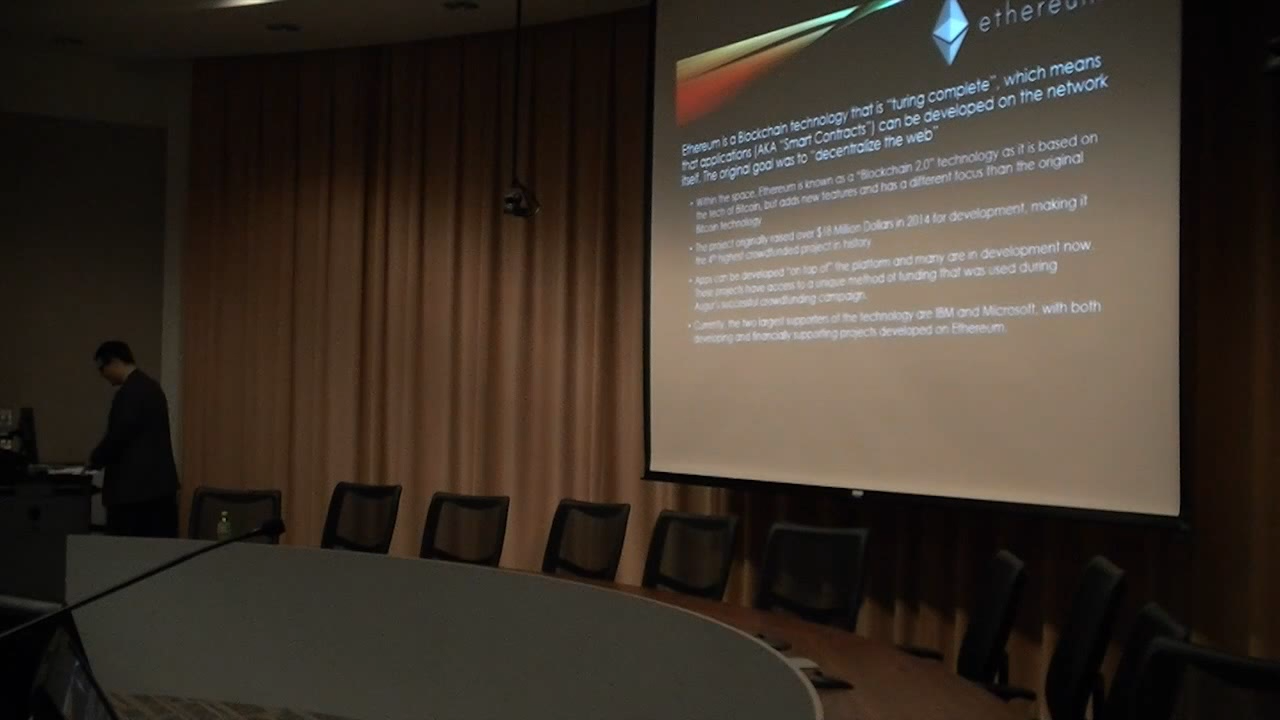 ethereum
Ethereum is a Blockchain technology that is "turing complete", which means
that applications (AKA "Smart Contracts") can be developed on the network
itself. The original goal was to "decentralize the web"
• Within the space, Ethereum is known as a "Blockchain 2.0" technology as it is based on
the tech of Bitcoin, but adds new features and has a different focus than the original
Bitcoin technology
• The project originally raised over $18 Million Dollars in 2014 for development, making it
the 4th highest crowdfunded project in history
• Apps can be developed "on top of" the platform and many are in development now.
These projects have access to a unique method of funding that was used during
Augur's successful crowdfunding campaign.
• Currently, the two largest supporters of the technology are IBM and Microsoft, with both
developing and financially supporting projects developed on Ethereum.